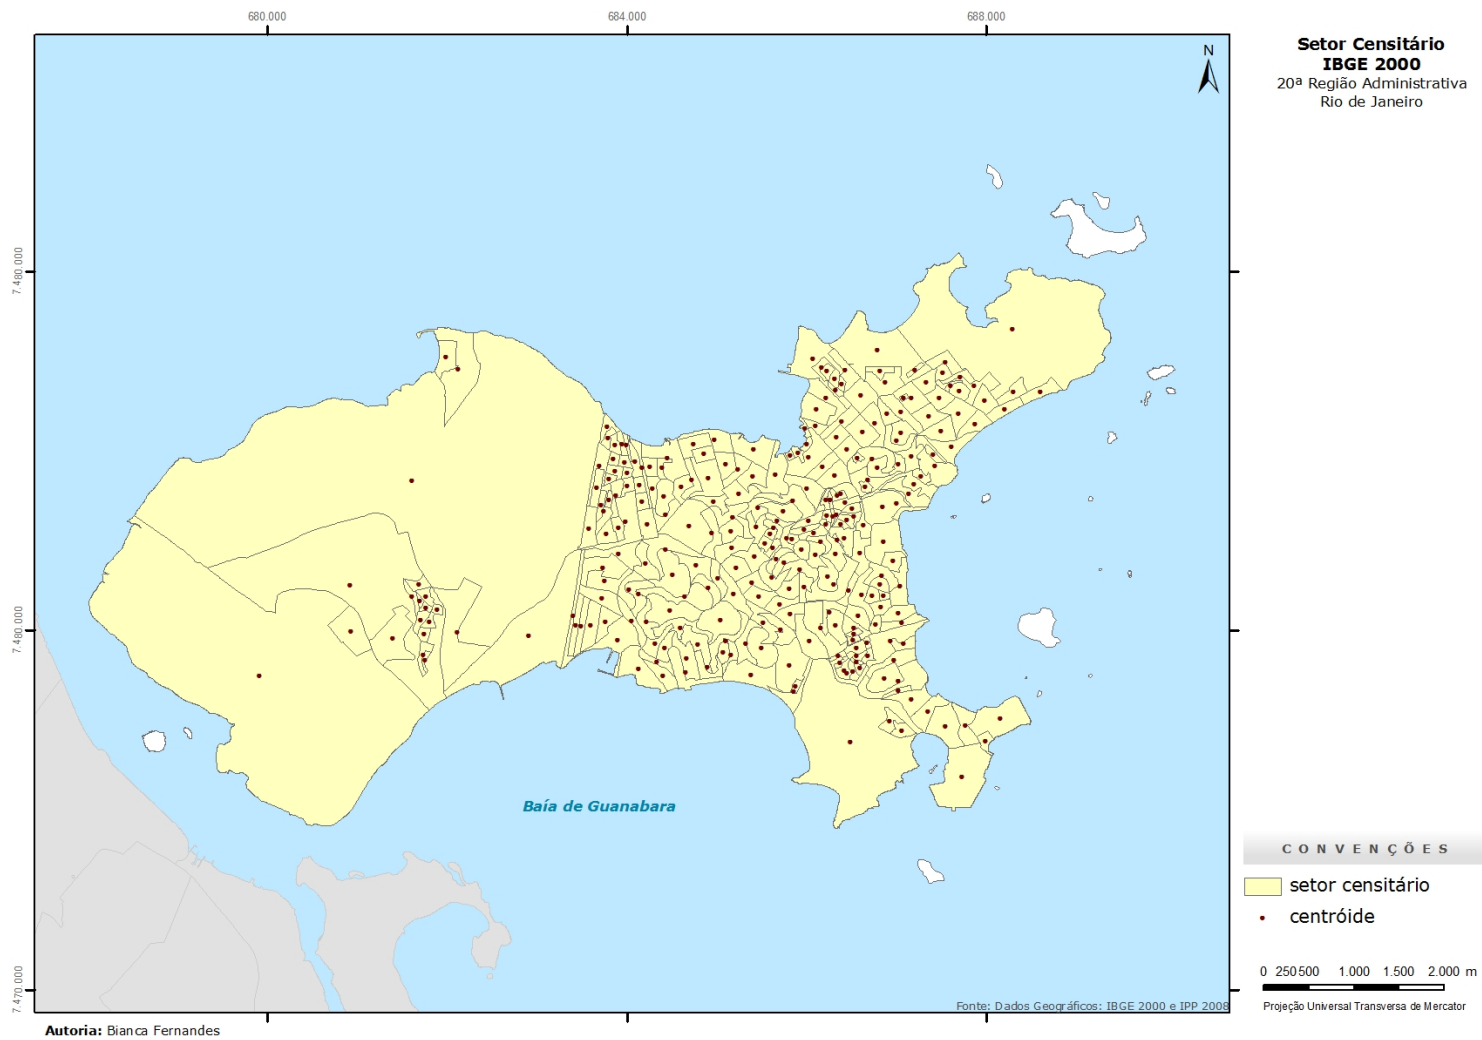 680.000 684.000 688.000
Setor Censitário
IBGE 2000
20ª Região Administrativa
Rio de Janeiro
N
7.480.000
7.480.000
7.470.000
Baía de Guanabara
CONVENÇÕES
setor censitário
centróide
0 250 500 1.000 1.500 2.000 m
Projeção Universal Transversa de Mercator
Fonte: Dados Geográficos: IBGE 2000 e IPP 2008
Autoria: Bianca Fernandes